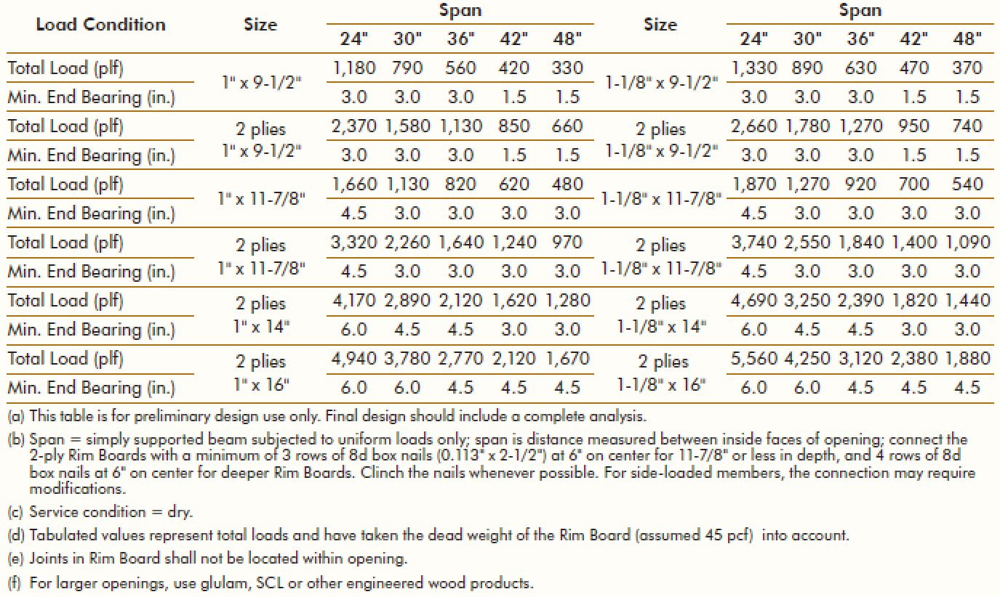 Load Condition Size Span Size Span
24" 30" 36" 42" 48" 24" 30" 36" 42" 48"
Total Load (plf) 1" x 9-1/2" 1,180 790 560 420 330 1-1/8" x 9-1/2" 1,330 890 630 470 370
Min. End Bearing (in.) 3.0 3.0 3.0 1.5 1.5 3.0 3.0 3.0 1.5 1.5
Total Load (plf) 2 plies 2,370 1,580 1,130 850 660 2 plies 2,660 1,780 1,270 950 740
Min. End Bearing (in.) 1" x 9-1/2" 3.0 3.0 3.0 1.5 1.5 1-1/8" x 9-1/2" 3.0 3.0 3.0 1.5 1.5
Total Load (plf) 1" x 11-7/8" 1,660 1,130 820 620 480 1-1/8" x 11-7/8" 1,870 1,270 920 700 540
Min. End Bearing (in.) 4.5 3.0 3.0 3.0 3.0 4.5 3.0 3.0 3.0 3.0
Total Load (plf) 2 plies 3,320 2,260 1,640 1,240 970 2 plies 3,740 2,550 1,840 1,400 1,090
Min. End Bearing (in.) 1" x 11-7/8" 4.5 3.0 3.0 3.0 3.0 1-1/8" x 11-7/8" 4.5 3.0 3.0 3.0 3.0
Total Load (plf) 2 plies 4,170 2,890 2,120 1,620 1,280 2 plies 4,690 3,250 2,390 1,820 1,440
Min. End Bearing (in.) 1" x 14" 6.0 4.5 4.5 3.0 3.0 1-1/8" x 14" 6.0 4.5 4.5 3.0 3.0
Total Load (plf) 2 plies 4,940 3,780 2,770 2,120 1,670 2 plies 5,560 4,250 3,120 2,380 1,880
Min. End Bearing (in.) 1" x 16" 6.0 6.0 4.5 4.5 4.5 1-1/8" x 16" 6.0 6.0 4.5 4.5 4.5
(a) This table is for preliminary design use only. Final design should include a complete analysis.
(b) Span = simply supported beam subjected to uniform loads only; span is distance measured between inside faces of opening; connect the
2-ply Rim Boards with a minimum of 3 rows of 8d box nails (0.113" x 2-1/2") at 6" on center for 11-7/8" or less in depth, and 4 rows of 8d
box nails at 6" on center for deeper Rim Boards. Clinch the nails whenever possible. For side-loaded members, the connection may require
modifications.
(c) Service condition = dry.
(d) Tabulated values represent total loads and have taken the dead weight of the Rim Board (assumed 45 pcf) into account.
(e) Joints in Rim Board shall not be located within opening.
(f) For larger openings, use glulam, SCL or other engineered wood products.